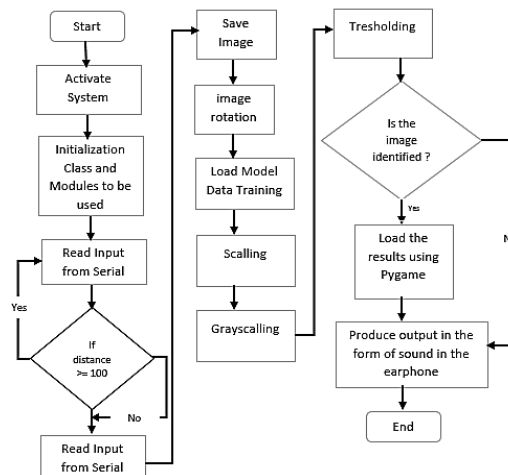 Start
Activate
System
Initialization
Class and
Modules to be
used
Read Input
from Serial
Yes
If
distance
>= 100
No
Read Input
from Serial
Save
Image
image
rotation
Load Model
Data Training
Scalling
Grayscalling
Tresholding
Is the
image
identified ?
Yes
Load the
results using
Pygame
Produce output in the
form of sound in the
earphone
End